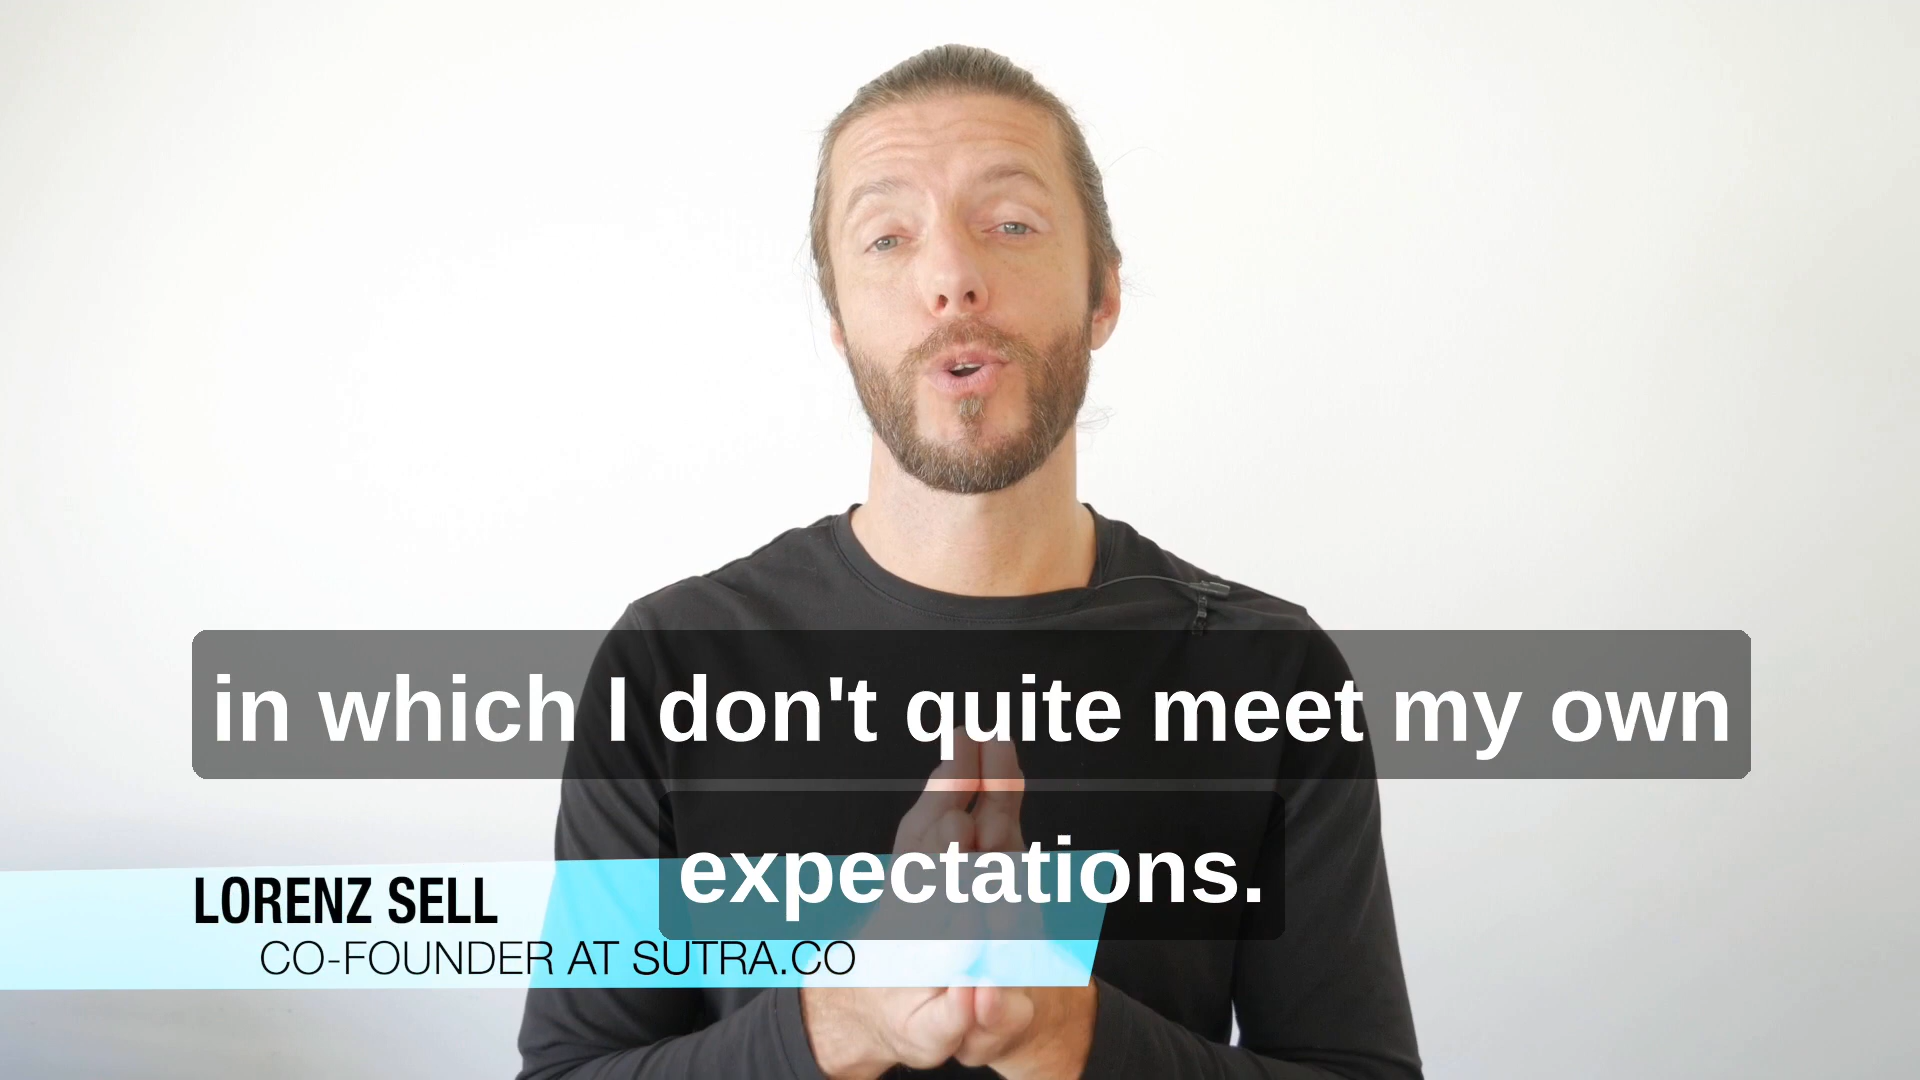 in which I don't quite meet my own
expectations.
LORENZ SELL
CO-FOUNDER AT SUTRA.CO